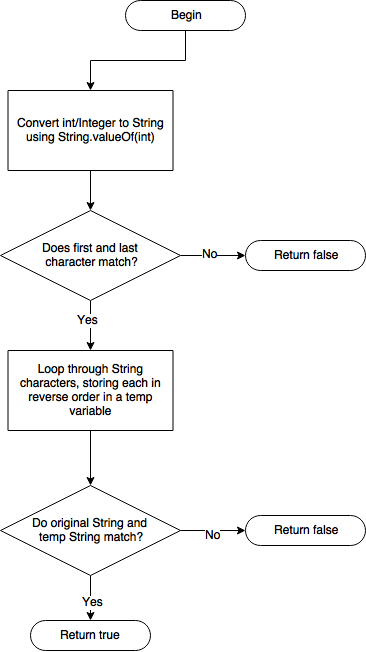 Begin
Convert int/Integer to String
using String.valueOf(int)
Does first and last
character match?
No
Return false
Yes
Loop through String
characters, storing each in
reverse order in a temp
variable
Do original String and
temp String match?
No
Return false
Yes
Return true